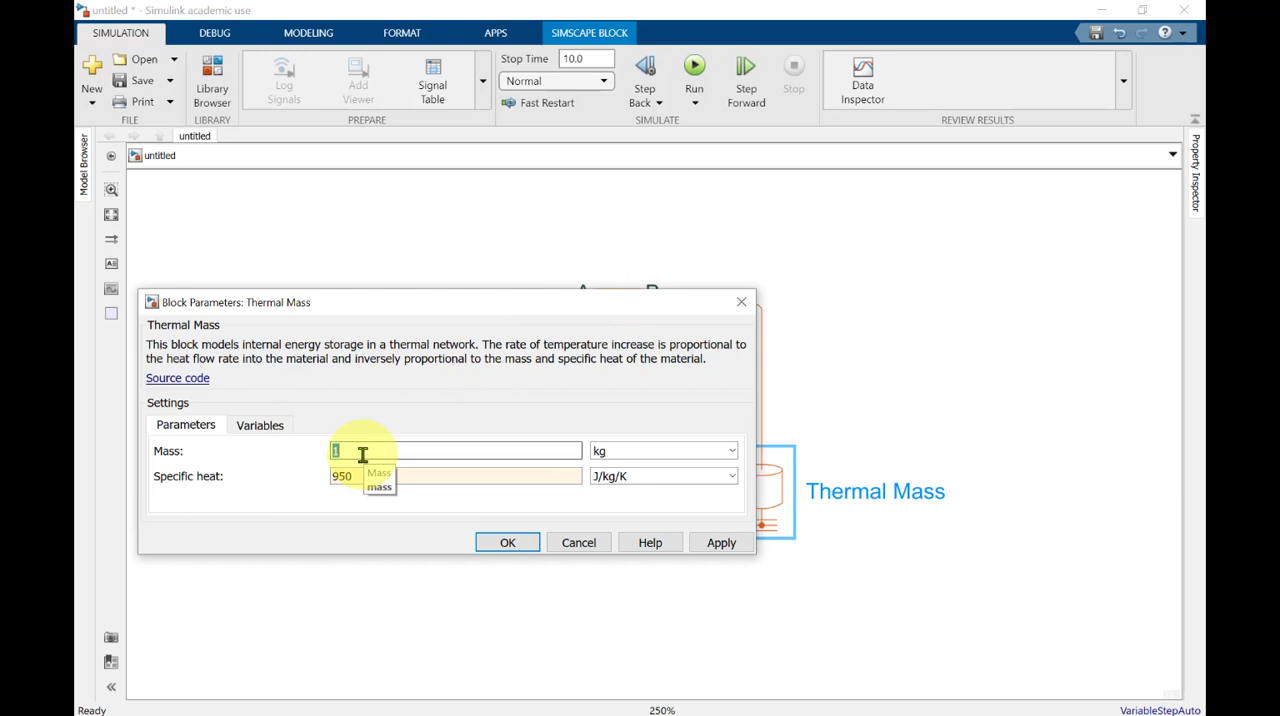 untitled * - Simulink academic use
SIMULATION
DEBUG
MODELING
FORMAT
APPS
SIMSCAPE BLOCK
New
Open
Save
Print
FILE
Library
Browser
LIBRARY
Log
Signals
Add
Viewer
Signal
Table
PREPARE
Stop Time
10.0
Normal
Fast Restart
Step
Back
Run
Step
Forward
Stop
SIMULATE
Data
Inspector
REVIEW RESULTS
Model Browser
untitled
untitled
Property Inspector
Block Parameters: Thermal Mass
Thermal Mass
This block models internal energy storage in a thermal network. The rate of temperature increase is proportional to
the heat flow rate into the material and inversely proportional to the mass and specific heat of the material.
Source code
Settings
Parameters
Variables
Mass:
1
kg
Specific heat:
950
J/kg/K
Mass
mass
OK
Cancel
Help
Apply
Thermal Mass
Ready
250%
VariableStepAuto